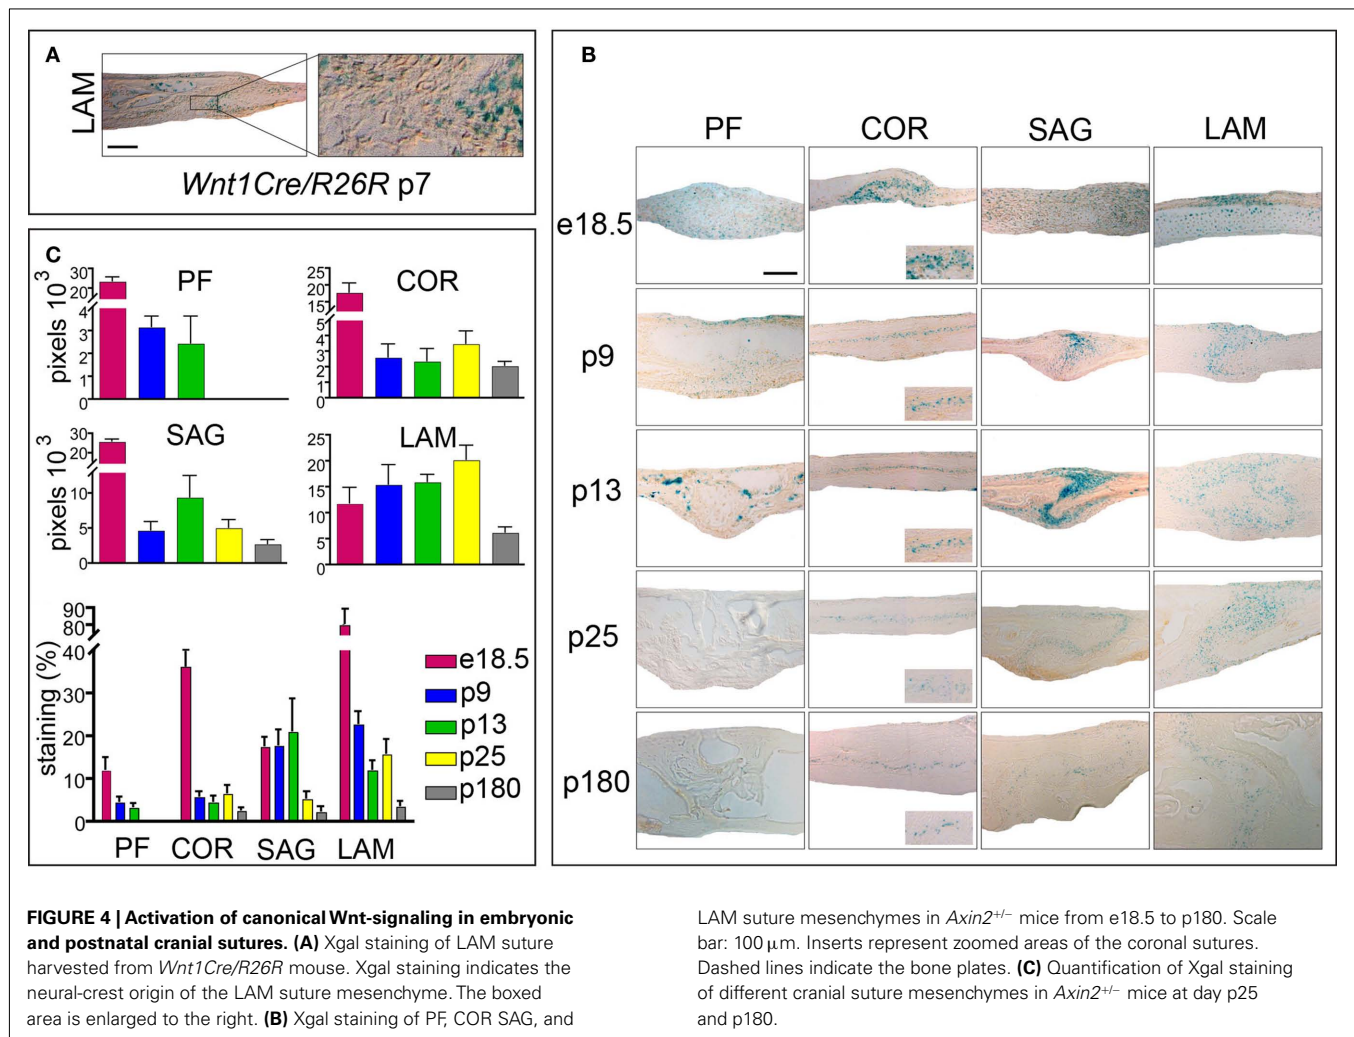 A
LAM
Wnt1Cre/R26R p7
B
PF COR SAG LAM
e18.5
p9
p13
p25
p180
C
PF
pixels 10³
30
20
4
3
2
1
0
COR
25
20
15
5
4
3
2
1
0
SAG
pixels 10³
30
20
10
5
0
LAM
25
20
15
10
5
0
staining (%)
90
80
40
30
20
10
0
PF COR SAG LAM
e18.5
p9
p13
p25
p180
FIGURE 4 | Activation of canonical Wnt-signaling in embryonic
and postnatal cranial sutures. (A) Xgal staining of LAM suture
harvested from Wnt1Cre/R26R mouse. Xgal staining indicates the
neural-crest origin of the LAM suture mesenchyme. The boxed
area is enlarged to the right. (B) Xgal staining of PF, COR SAG, and
LAM suture mesenchymes in Axin2⁺/⁻ mice from e18.5 to p180. Scale
bar: 100 μm. Inserts represent zoomed areas of the coronal sutures.
Dashed lines indicate the bone plates. (C) Quantification of Xgal staining
of different cranial suture mesenchymes in Axin2⁺/⁻ mice at day p25
and p180.